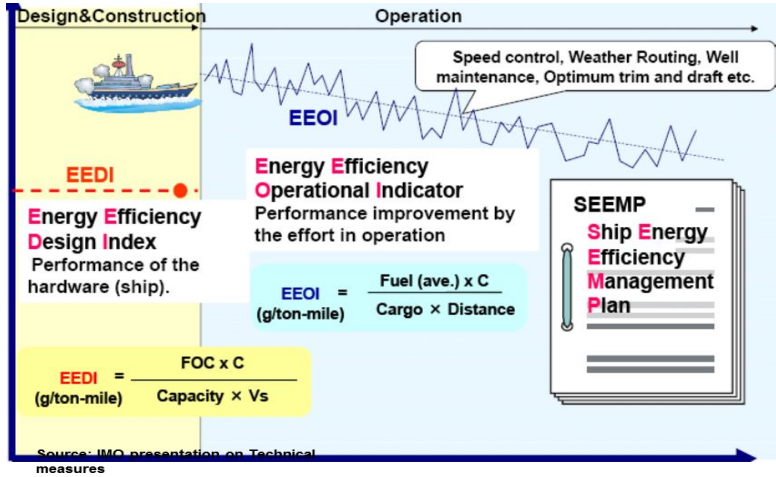 Design&Construction
Operation
Speed control, Weather Routing, Well
maintenance, Optimum trim and draft etc.
EEOI
EEDI
Energy Efficiency
Operational Indicator
Performance improvement by
the effort in operation
Energy Efficiency
Design Index
Performance of the
hardware (ship).
SEEMP
Ship Energy
Efficiency
Management
Plan
EEOI = Fuel (ave.) x C
(g/ton-mile) Cargo × Distance
EEDI = FOC x C
(g/ton-mile) Capacity × Vs
Source: IMO presentation on Technical
measures